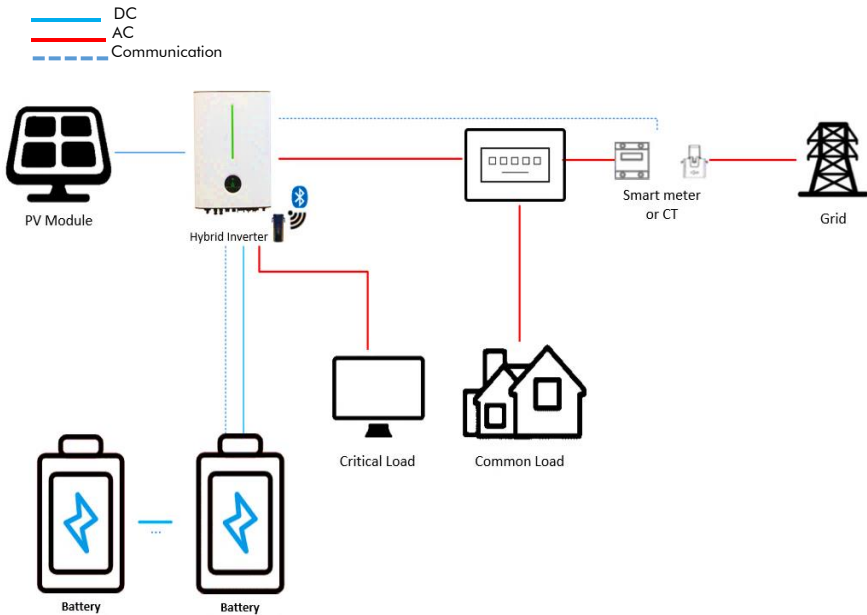 DC
AC
Communication
PV Module
Hybrid Inverter
Smart meter
or CT
Grid
Critical Load
Common Load
...
Battery
Battery